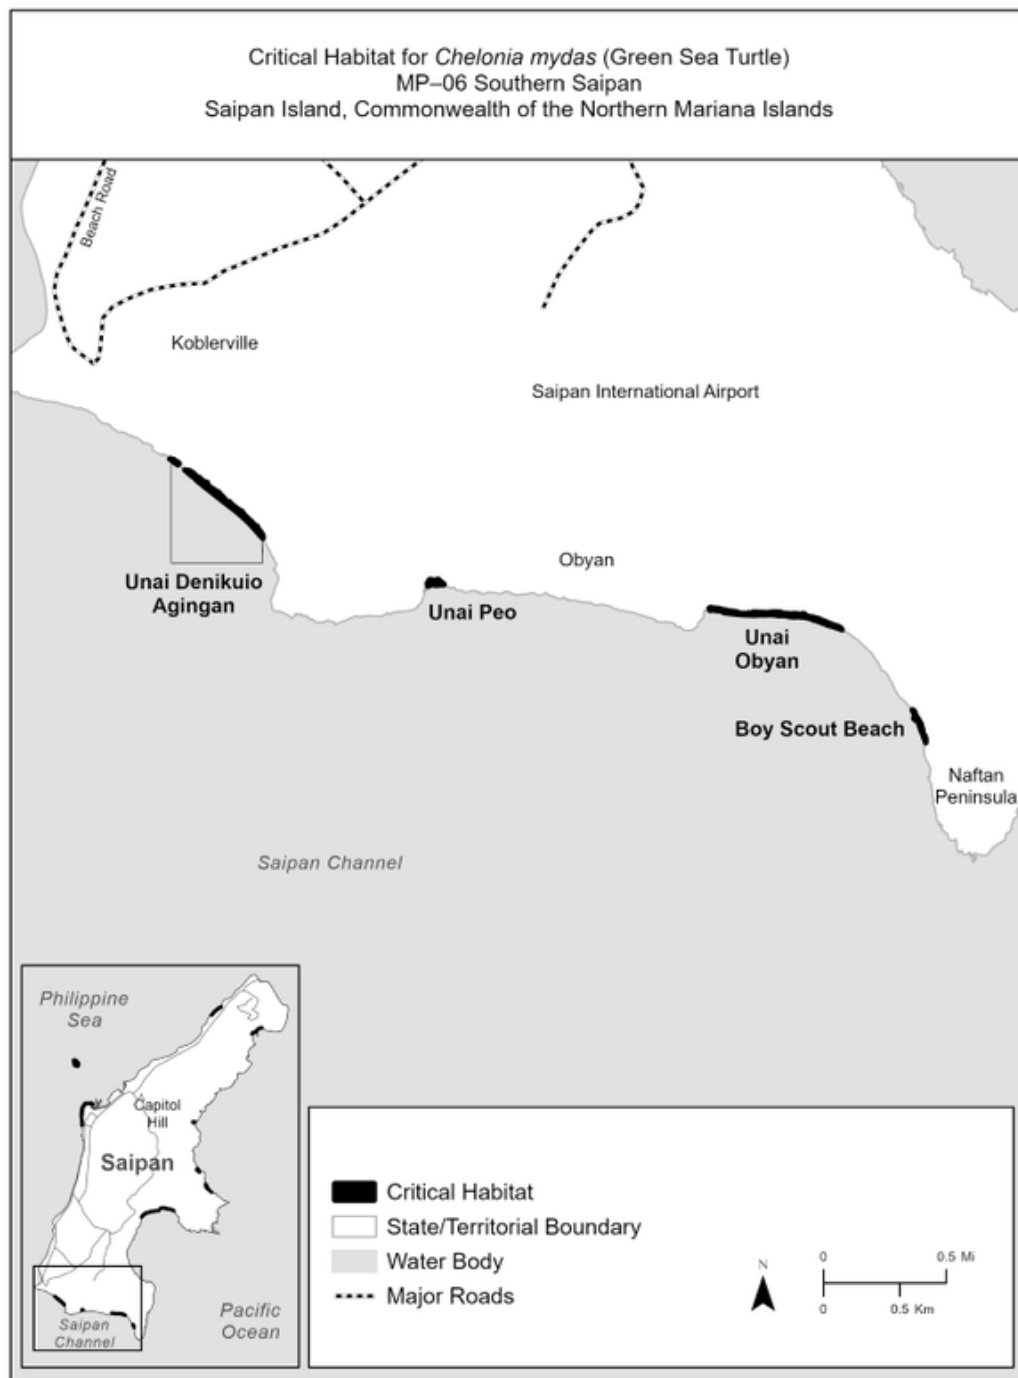 Critical Habitat for Chelonia mydas (Green Sea Turtle)
MP–06 Southern Saipan
Saipan Island, Commonwealth of the Northern Mariana Islands
Beach Road
Koblerville
Saipan International Airport
Obyan
Unai Denikuio
Agingan
Unai Peo
Unai
Obyan
Boy Scout Beach
Naftan
Peninsula
Saipan Channel
Philippine
Sea
Capitol
Hill
Saipan
Saipan
Channel
Pacific
Ocean
Critical Habitat
State/Territorial Boundary
Water Body
Major Roads
N
0 0.5 Mi
0 0.5 Km